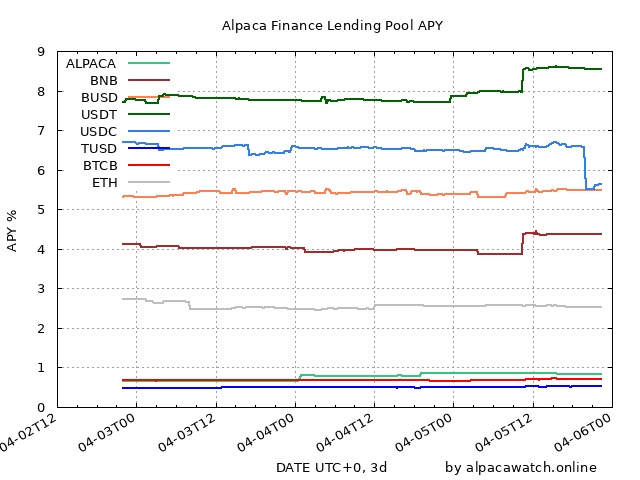 Alpaca Finance Lending Pool APY
9
8
7
6
5
4
3
2
1
0
APY %
ALPACA
BNB
BUSD
USDT
USDC
TUSD
BTCB
ETH
04-02T12
04-03T00
04-03T12
04-04T00
04-04T12
04-05T00
04-05T12
04-06T00
DATE UTC+0, 3d
by alpacawatch.online